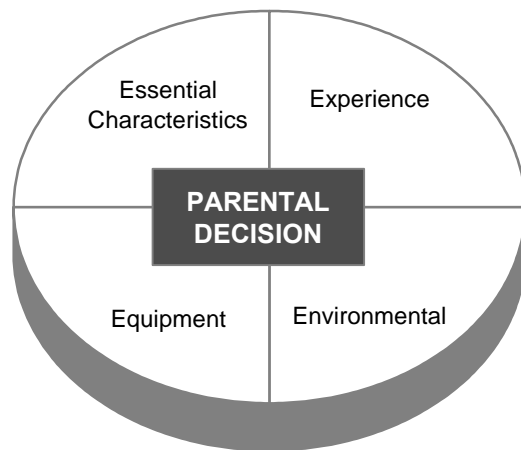 Essential
Characteristics
Experience
PARENTAL
DECISION
Equipment
Environmental